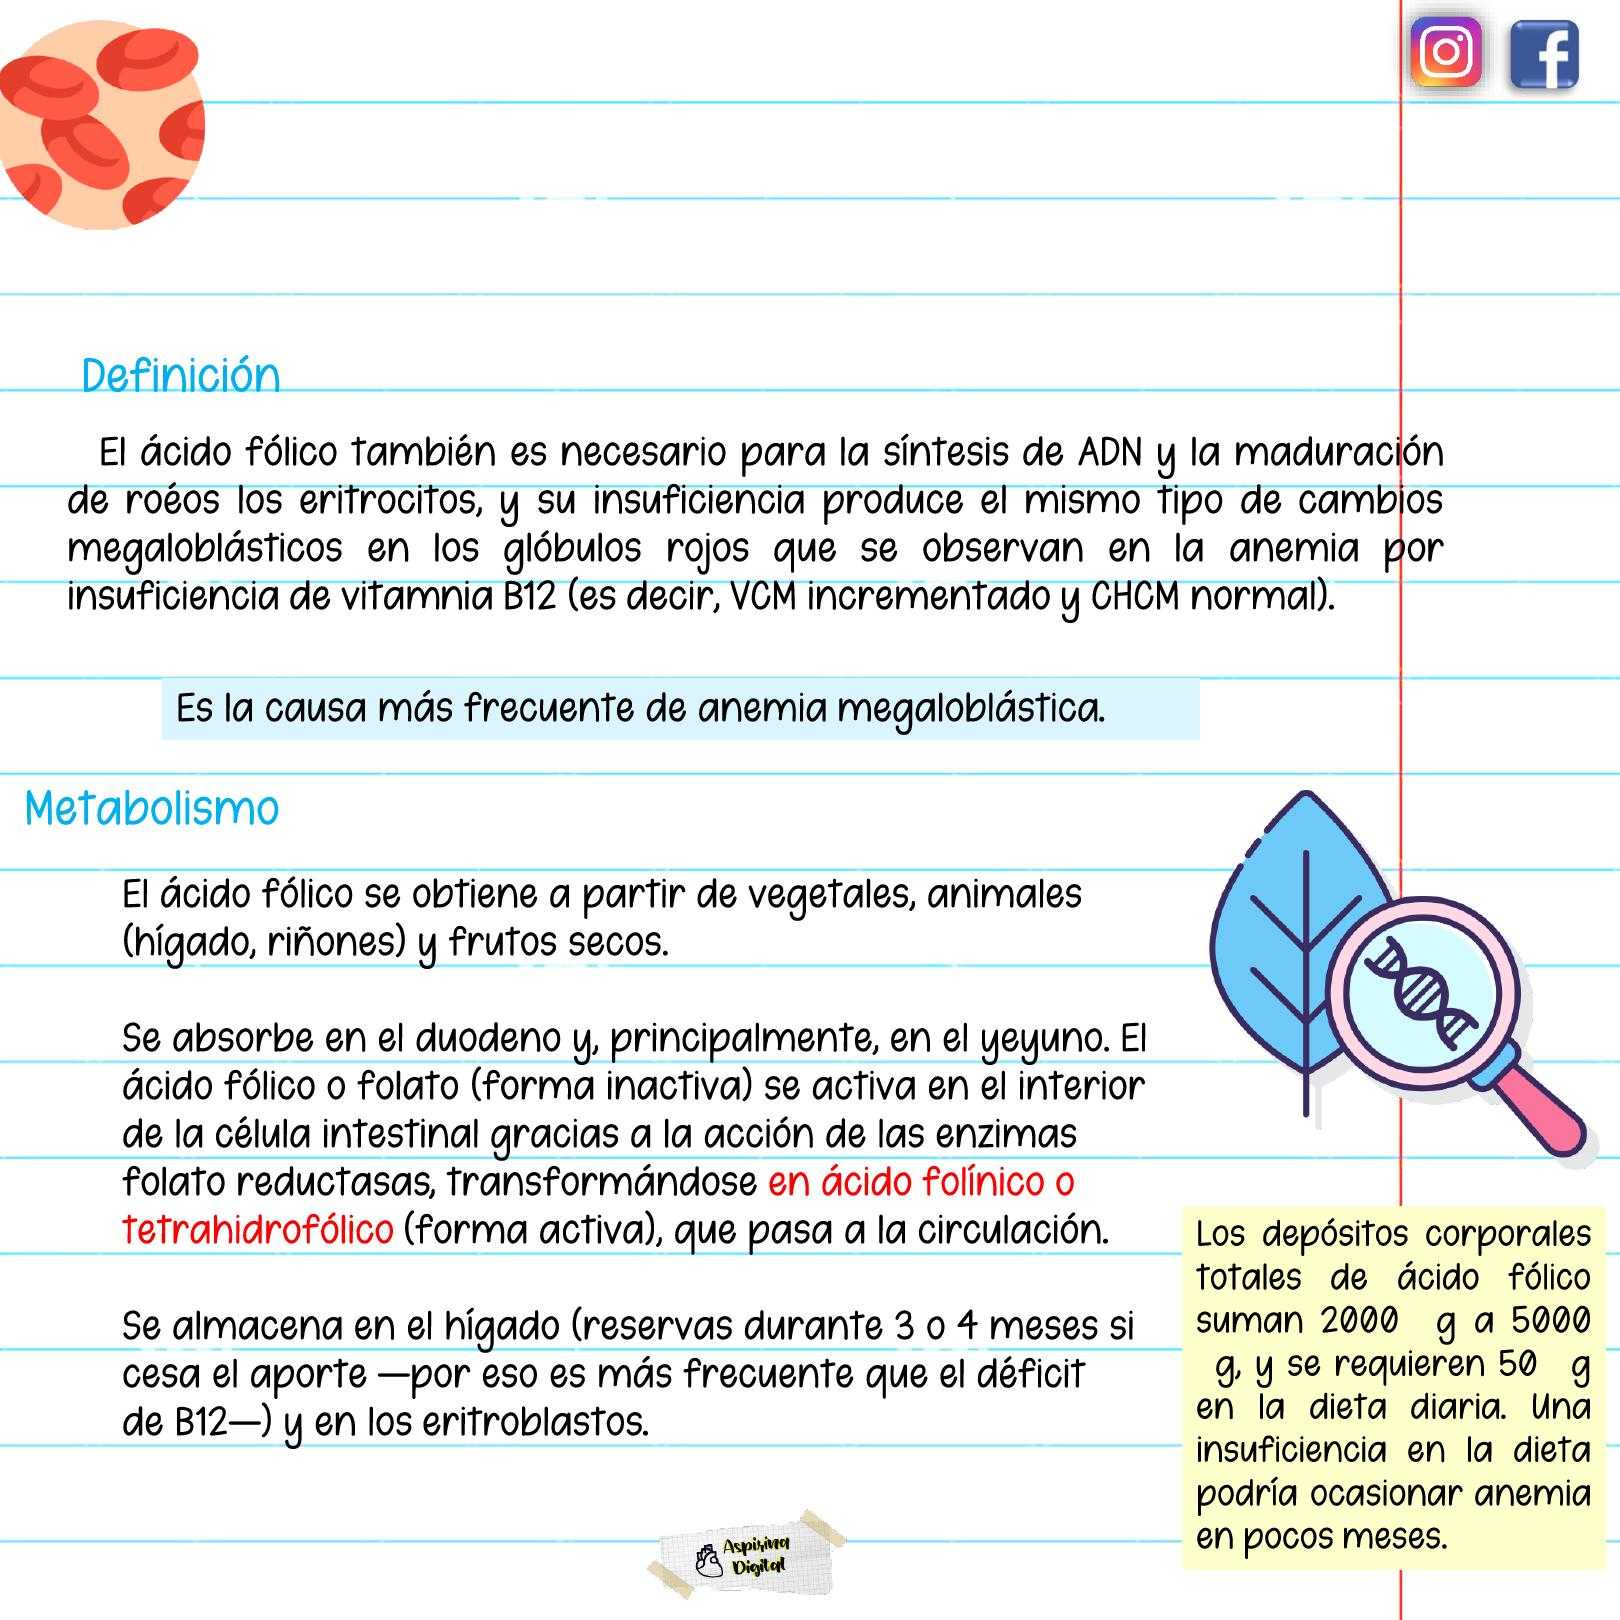 Definición
El ácido fólico también es necesario para la síntesis de ADN y la maduración
de roéos los eritrocitos, y su insuficiencia produce el mismo tipo de cambios
megaloblásticos en los glóbulos rojos que se observan en la anemia por
insuficiencia de vitamnia B12 (es decir, VCM incrementado y CHCM normal).
Es la causa más frecuente de anemia megaloblástica.
Metabolismo
El ácido fólico se obtiene a partir de vegetales, animales
(hígado, riñones) y frutos secos.
Se absorbe en el duodeno y, principalmente, en el yeyuno. El
ácido fólico o folato (forma inactiva) se activa en el interior
de la célula intestinal gracias a la acción de las enzimas
folato reductasas, transformándose en ácido folínico o
tetrahidrofólico (forma activa), que pasa a la circulación.
Se almacena en el hígado (reservas durante 3 o 4 meses si
cesa el aporte —por eso es más frecuente que el déficit
de B12—) y en los eritroblastos.
Los depósitos corporales
totales de ácido fólico
suman 2000 g a 5000
g, y se requieren 50 g
en la dieta diaria. Una
insuficiencia en la dieta
podría ocasionar anemia
en pocos meses.
Aspirina
Digital